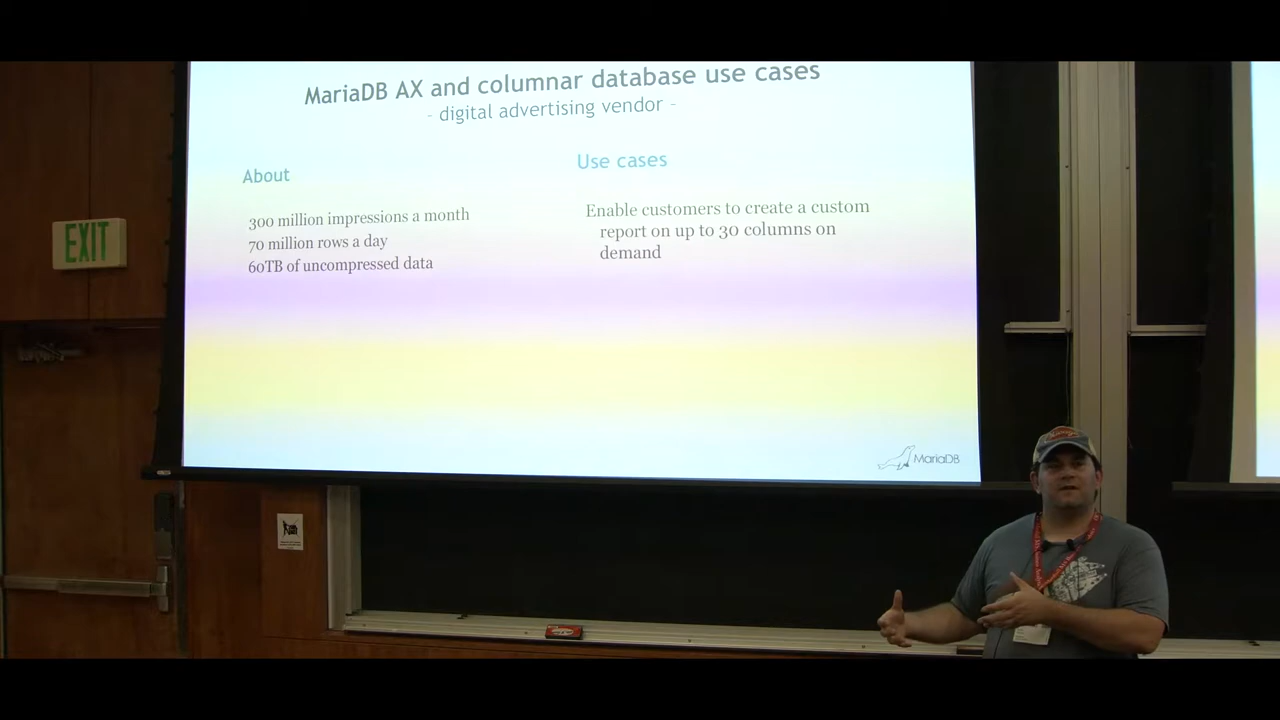 MariaDB AX and columnar database use cases
- digital advertising vendor -
About
300 million impressions a month
70 million rows a day
60TB of uncompressed data
Use cases
Enable customers to create a custom
report on up to 30 columns on
demand
MariaDB
EXIT